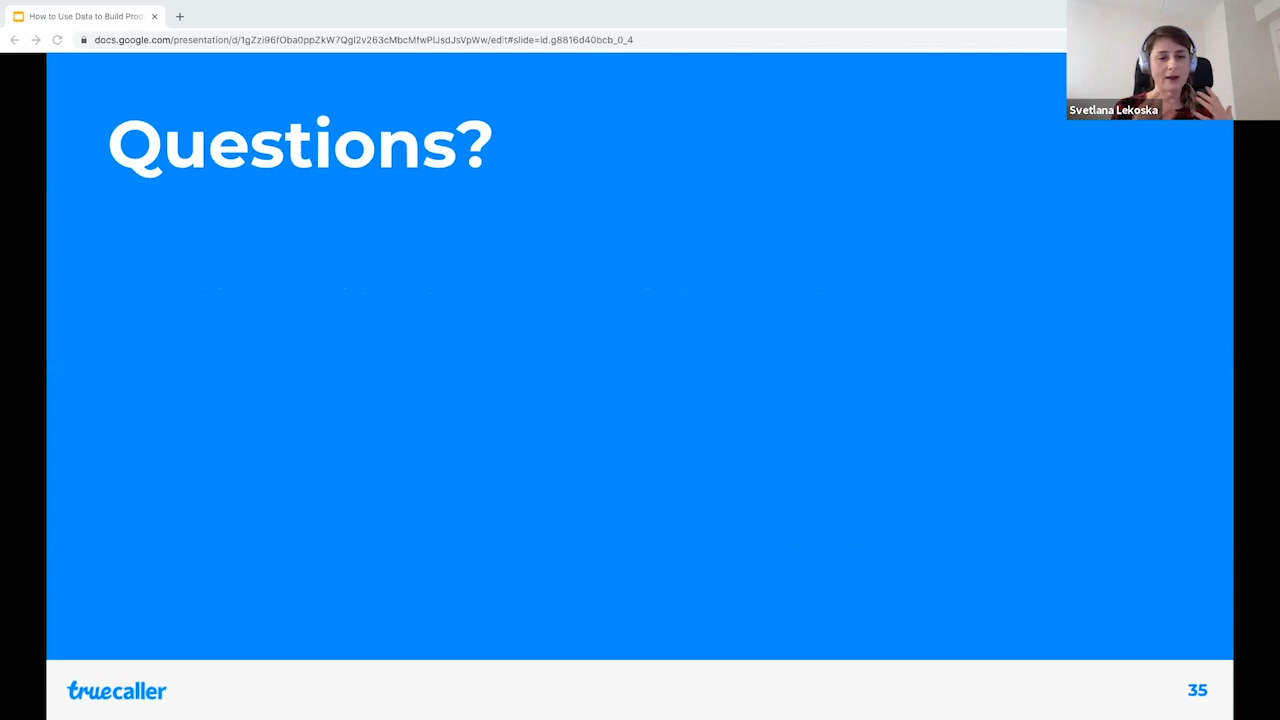 How to Use Data to Build Prod
docs.google.com/presentation/d/1gZzi96fOba0ppZkW7QgI2v263cMbcMfwPlJsdJsVpWw/edit#slide=id.g8816d40bcb_0_4
Svetlana Lekoska
Questions?
truecaller
35